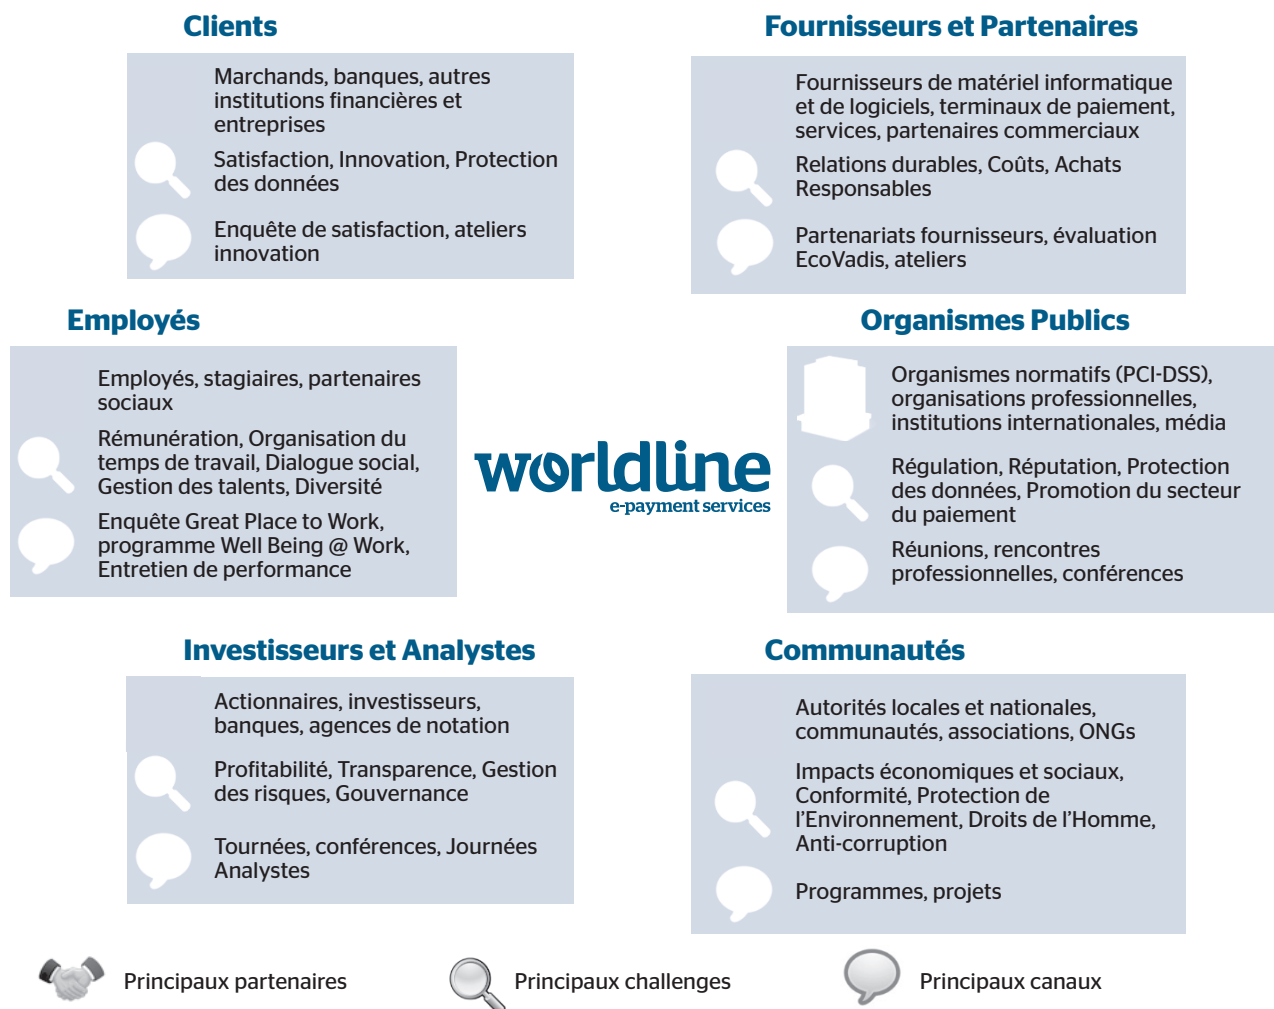 Clients
Marchands, banques, autres
institutions financières et
entreprises
Satisfaction, Innovation, Protection
des données
Enquête de satisfaction, ateliers
innovation
Fournisseurs et Partenaires
Fournisseurs de matériel informatique
et de logiciels, terminaux de paiement,
services, partenaires commerciaux
Relations durables, Coûts, Achats
Responsables
Partenariats fournisseurs, évaluation
EcoVadis, ateliers
Employés
Employés, stagiaires, partenaires
sociaux
Rémunération, Organisation du
temps de travail, Dialogue social,
Gestion des talents, Diversité
Enquête Great Place to Work,
programme Well Being @ Work,
Entretien de performance
worldline
e-payment services
Organismes Publics
Organismes normatifs (PCI-DSS),
organisations professionnelles,
institutions internationales, média
Régulation, Réputation, Protection
des données, Promotion du secteur
du paiement
Réunions, rencontres
professionnelles, conférences
Investisseurs et Analystes
Actionnaires, investisseurs,
banques, agences de notation
Profitabilité, Transparence, Gestion
des risques, Gouvernance
Tournées, conférences, Journées
Analystes
Communautés
Autorités locales et nationales,
communautés, associations, ONGs
Impacts économiques et sociaux,
Conformité, Protection de
l'Environnement, Droits de l'Homme,
Anti-corruption
Programmes, projets
Principaux partenaires
Principaux challenges
Principaux canaux